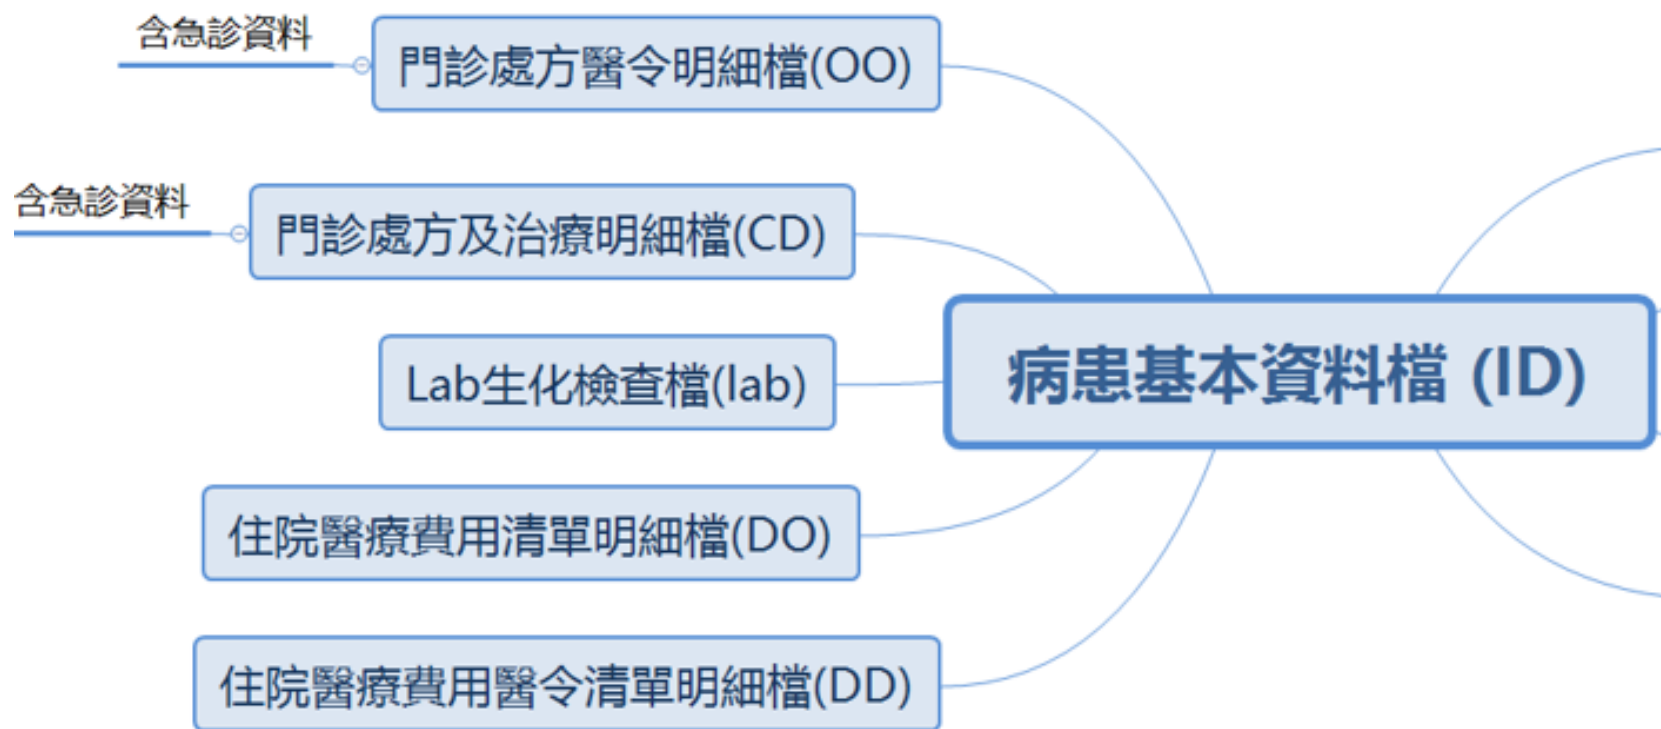 含急診資料
門診處方醫令明細檔(OO)
含急診資料
門診處方及治療明細檔(CD)
Lab生化檢查檔(lab)
病患基本資料檔 (ID)
住院醫療費用清單明細檔(DO)
住院醫療費用醫令清單明細檔(DD)